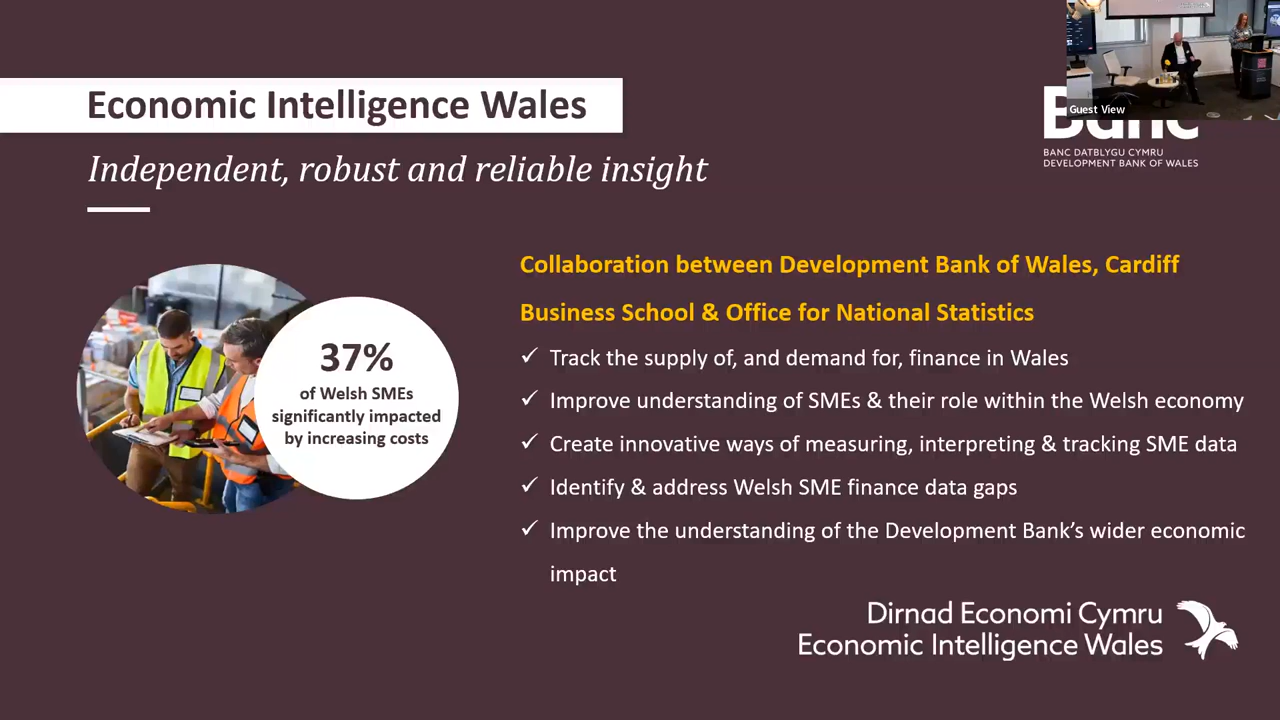 Economic Intelligence Wales
Independent, robust and reliable insight
Guest View
Banc
BANC DATBLYGU CYMRU
DEVELOPMENT BANK OF WALES
37%
of Welsh SMEs
significantly impacted
by increasing costs
Collaboration between Development Bank of Wales, Cardiff
Business School & Office for National Statistics
✓ Track the supply of, and demand for, finance in Wales
✓ Improve understanding of SMEs & their role within the Welsh economy
✓ Create innovative ways of measuring, interpreting & tracking SME data
✓ Identify & address Welsh SME finance data gaps
✓ Improve the understanding of the Development Bank’s wider economic
impact
Dirnad Economi Cymru
Economic Intelligence Wales